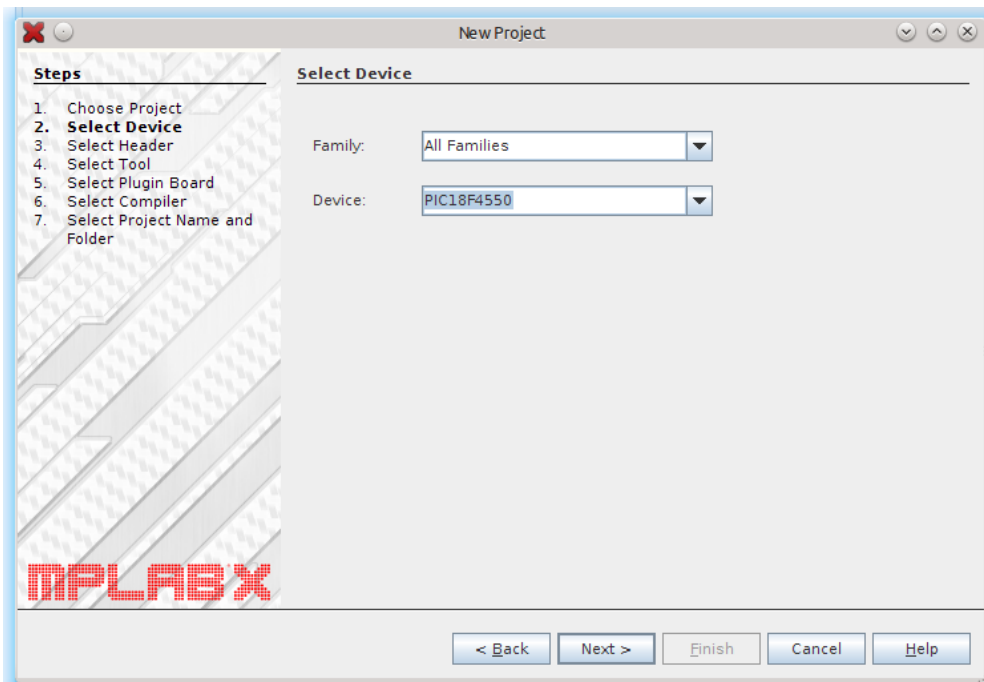 New Project
Steps
1. Choose Project
2. Select Device
3. Select Header
4. Select Tool
5. Select Plugin Board
6. Select Compiler
7. Select Project Name and
Folder
Select Device
Family: All Families
Device: PIC18F4550
MPLAB X
< Back Next > Finish Cancel Help